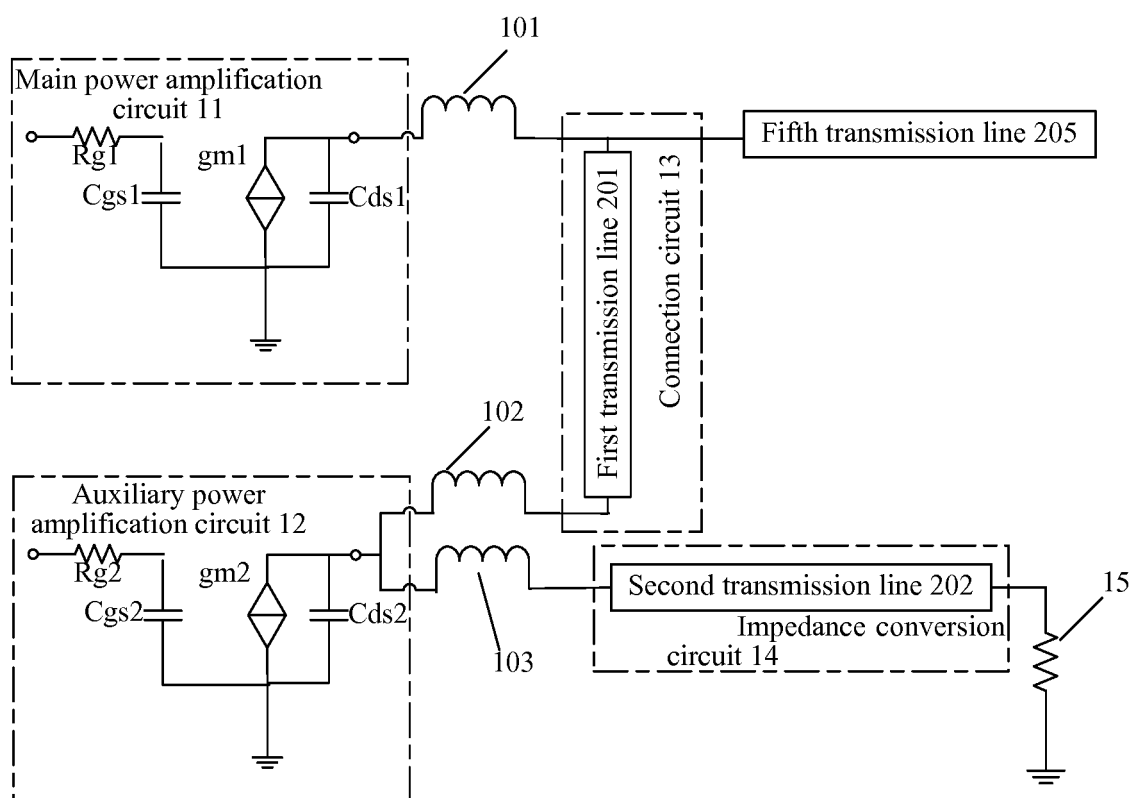 101
Main power amplification
circuit 11
Rg1
gm1
Cgs1
Cds1
Fifth transmission line 205
First transmission line 201
Connection circuit 13
102
Auxiliary power
amplification circuit 12
Rg2
gm2
Cgs2
Cds2
103
Second transmission line 202
Impedance conversion
circuit 14
15